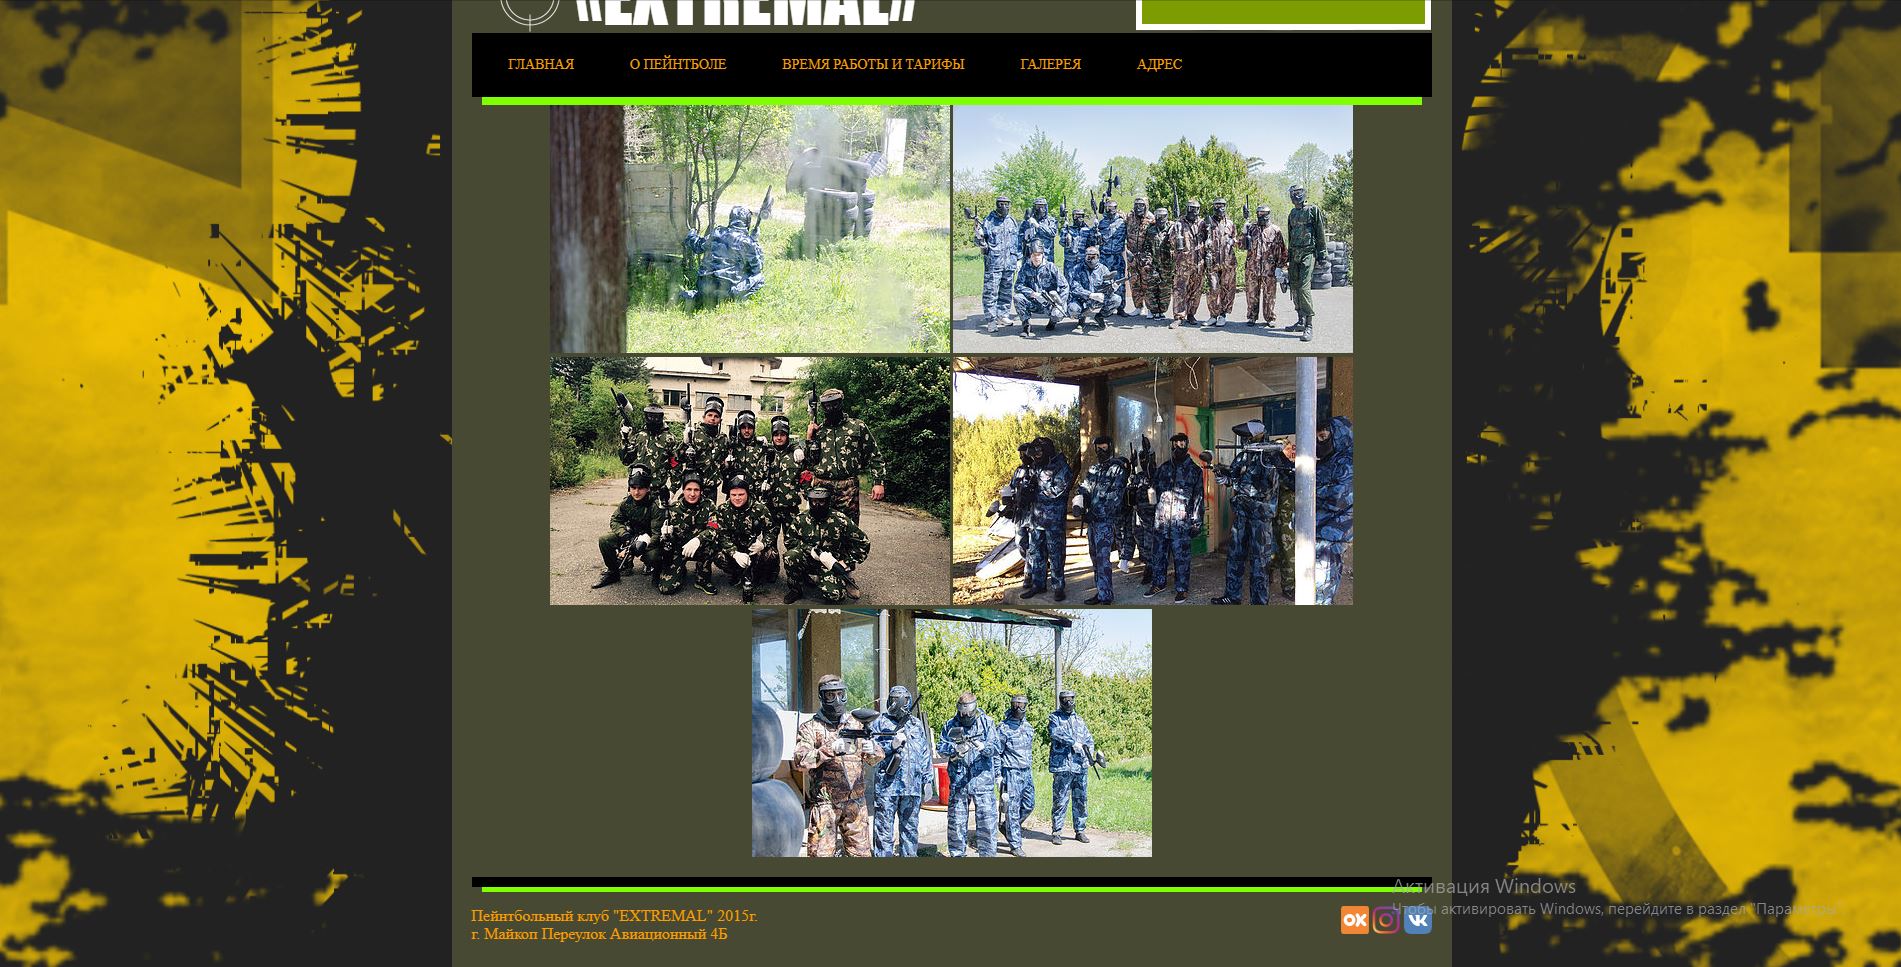 «EXTREMAL»
ГЛАВНАЯ О ПЕЙНТБОЛЕ ВРЕМЯ РАБОТЫ И ТАРИФЫ ГАЛЕРЕЯ АДРЕС
Активация Windows
Чтобы активировать Windows, перейдите в раздел "Параметры".
Пейнтбольный клуб "EXTREMAL" 2015г.
г. Майкоп Переулок Авиационный 4Б